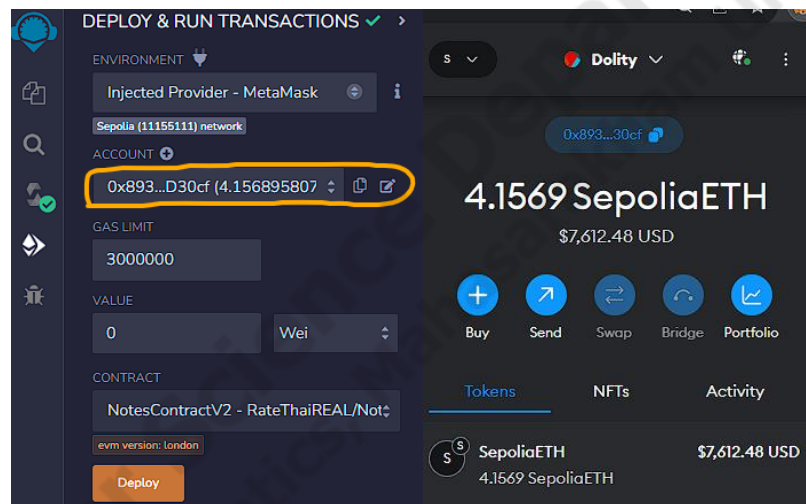 DEPLOY & RUN TRANSACTIONS
ENVIRONMENT
Injected Provider - MetaMask
i
Sepolia (11155111) network
ACCOUNT
0x893...D30cf (4.156895807
GAS LIMIT
3000000
VALUE
0
Wei
CONTRACT
NotesContractV2 - RateThaiREAL/Not
evm version: london
Deploy
S
Dolity
0x893...30cf
4.1569 SepoliaETH
$7,612.48 USD
Buy Send Swap Bridge Portfolio
Tokens NFTs Activity
S
S
SepoliaETH $7,612.48 USD
4.1569 SepoliaETH